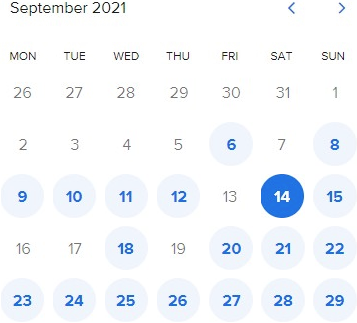 September 2021
MON TUE WED THU FRI SAT SUN
26 27 28 29 30 31 1
2 3 4 5 6 7 8
9 10 11 12 13 14 15
16 17 18 19 20 21 22
23 24 25 26 27 28 29